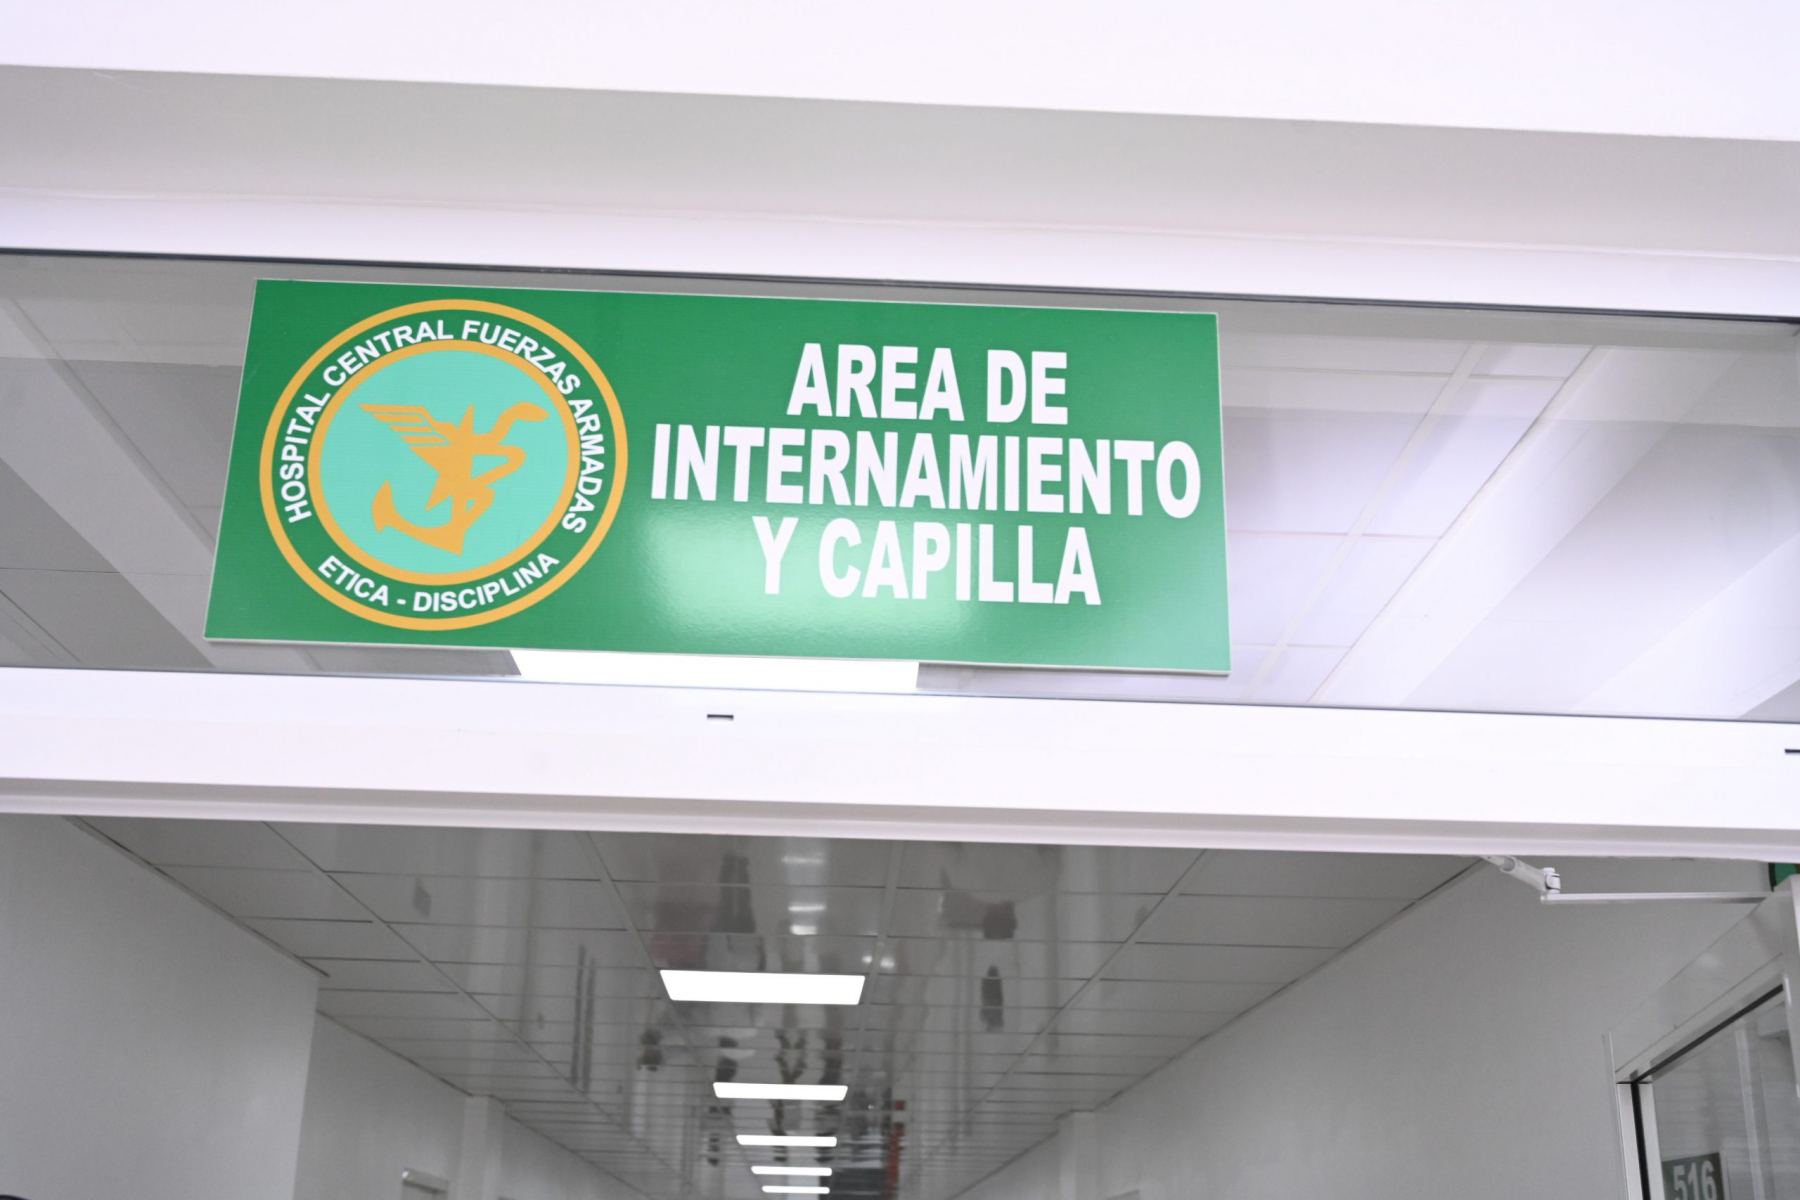 HOSPITAL CENTRAL FUERZAS ARMADAS
ETICA - DISCIPLINA
AREA DE
INTERNAMIENTO
Y CAPILLA
516